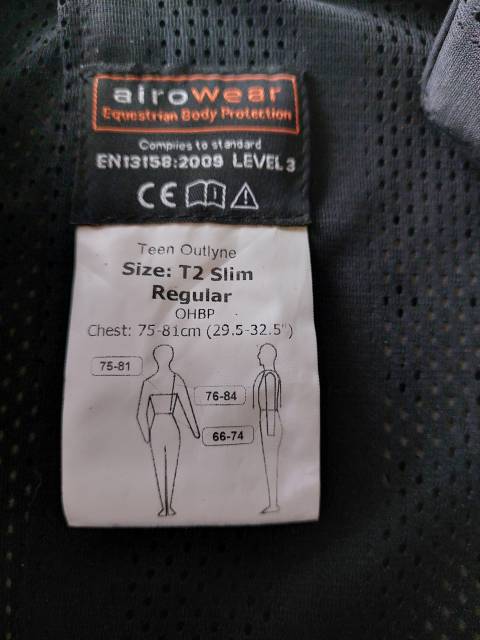 airowear
Equestrian Body Protection
Complies to standard
EN13158:2009 LEVEL 3
CE
Teen Outlyne
Size: T2 Slim
Regular
OHBP
Chest: 75-81cm (29.5-32.5")
75-81
76-84
66-74